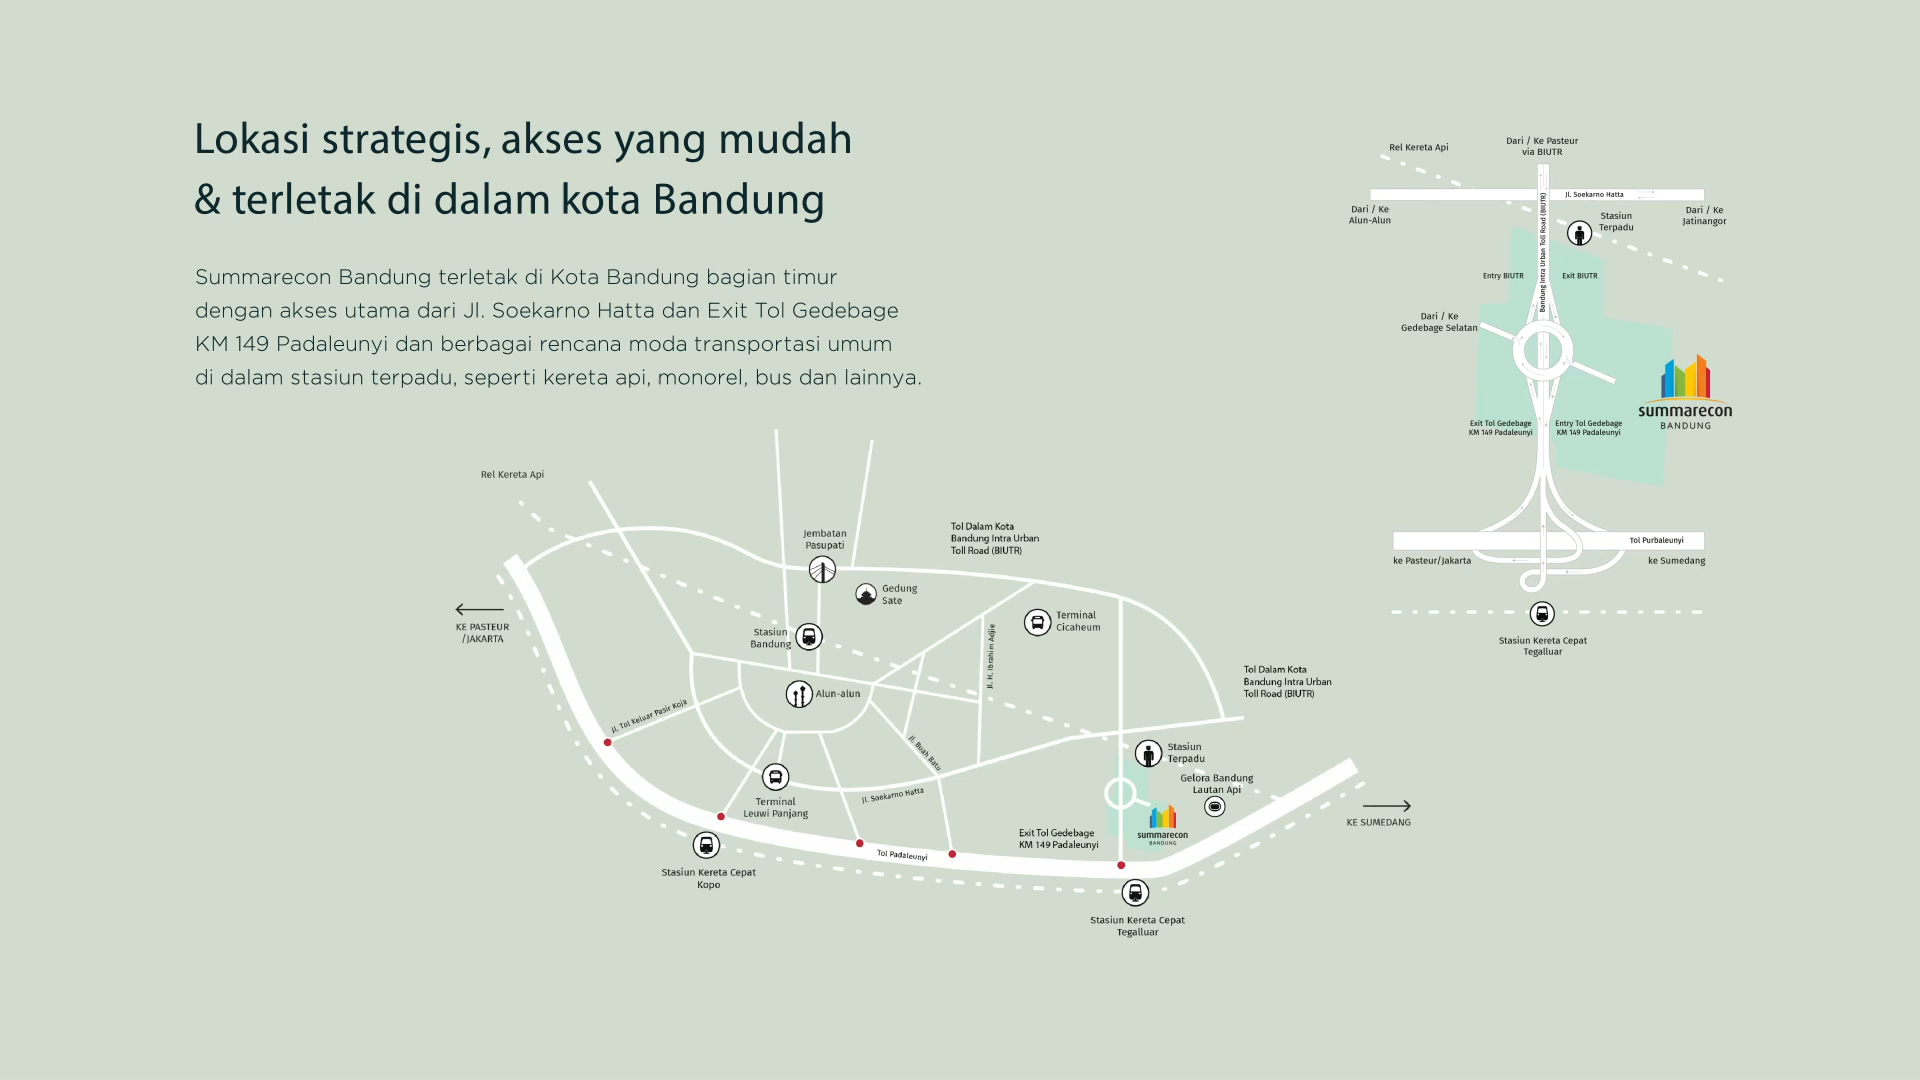 Lokasi strategis, akses yang mudah
& terletak di dalam kota Bandung
Summarecon Bandung terletak di Kota Bandung bagian timur
dengan akses utama dari Jl. Soekarno Hatta dan Exit Tol Gedebage
KM 149 Padaleunyi dan berbagai rencana moda transportasi umum
di dalam stasiun terpadu, seperti kereta api, monorel, bus dan lainnya.
Rel Kereta Api
Dari / Ke Pasteur
via BIUTR
Jl. Soekarno Hatta
Dari / Ke
Alun-Alun
Dari / Ke
Jatinangor
Stasiun
Terpadu
Bandung Intra Urban Toll Road (BIUTR)
Entry BIUTR
Exit BIUTR
Dari / Ke
Gedebage Selatan
summarecon
BANDUNG
Exit Tol Gedebage
KM 149 Padaleunyi
Entry Tol Gedebage
KM 149 Padaleunyi
Tol Purbaleunyi
ke Pasteur/Jakarta
ke Sumedang
Stasiun Kereta Cepat
Tegalluar
Rel Kereta Api
Jembatan
Pasupati
Tol Dalam Kota
Bandung Intra Urban
Toll Road (BIUTR)
Gedung
Sate
KE PASTEUR
/JAKARTA
Stasiun
Bandung
Terminal
Cicaheum
Jl. H. Ibrahim Adjie
Alun-alun
Tol Dalam Kota
Bandung Intra Urban
Toll Road (BIUTR)
Jl. Tol Keluar Pasir Koja
Jl. Buah Batu
Stasiun
Terpadu
Gelora Bandung
Lautan Api
Terminal
Leuwi Panjang
Jl. Soekarno Hatta
KE SUMEDANG
summarecon
BANDUNG
Exit Tol Gedebage
KM 149 Padaleunyi
Tol Padaleunyi
Stasiun Kereta Cepat
Kopo
Stasiun Kereta Cepat
Tegalluar